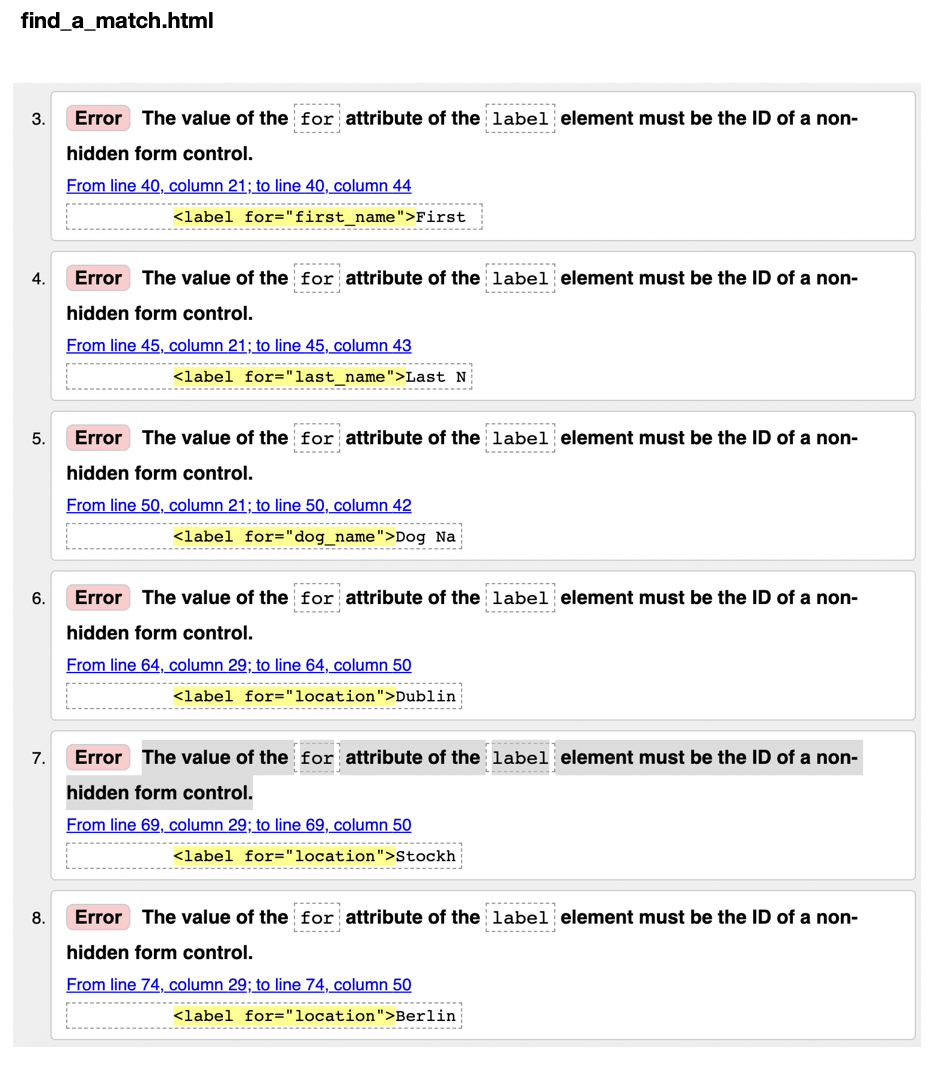 find_a_match.html
3. Error The value of the for attribute of the label element must be the ID of a non-
hidden form control.
From line 40, column 21; to line 40, column 44
<label for="first_name">First
4. Error The value of the for attribute of the label element must be the ID of a non-
hidden form control.
From line 45, column 21; to line 45, column 43
<label for="last_name">Last N
5. Error The value of the for attribute of the label element must be the ID of a non-
hidden form control.
From line 50, column 21; to line 50, column 42
<label for="dog_name">Dog Na
6. Error The value of the for attribute of the label element must be the ID of a non-
hidden form control.
From line 64, column 29; to line 64, column 50
<label for="location">Dublin
7. Error The value of the for attribute of the label element must be the ID of a non-
hidden form control.
From line 69, column 29; to line 69, column 50
<label for="location">Stockh
8. Error The value of the for attribute of the label element must be the ID of a non-
hidden form control.
From line 74, column 29; to line 74, column 50
<label for="location">Berlin